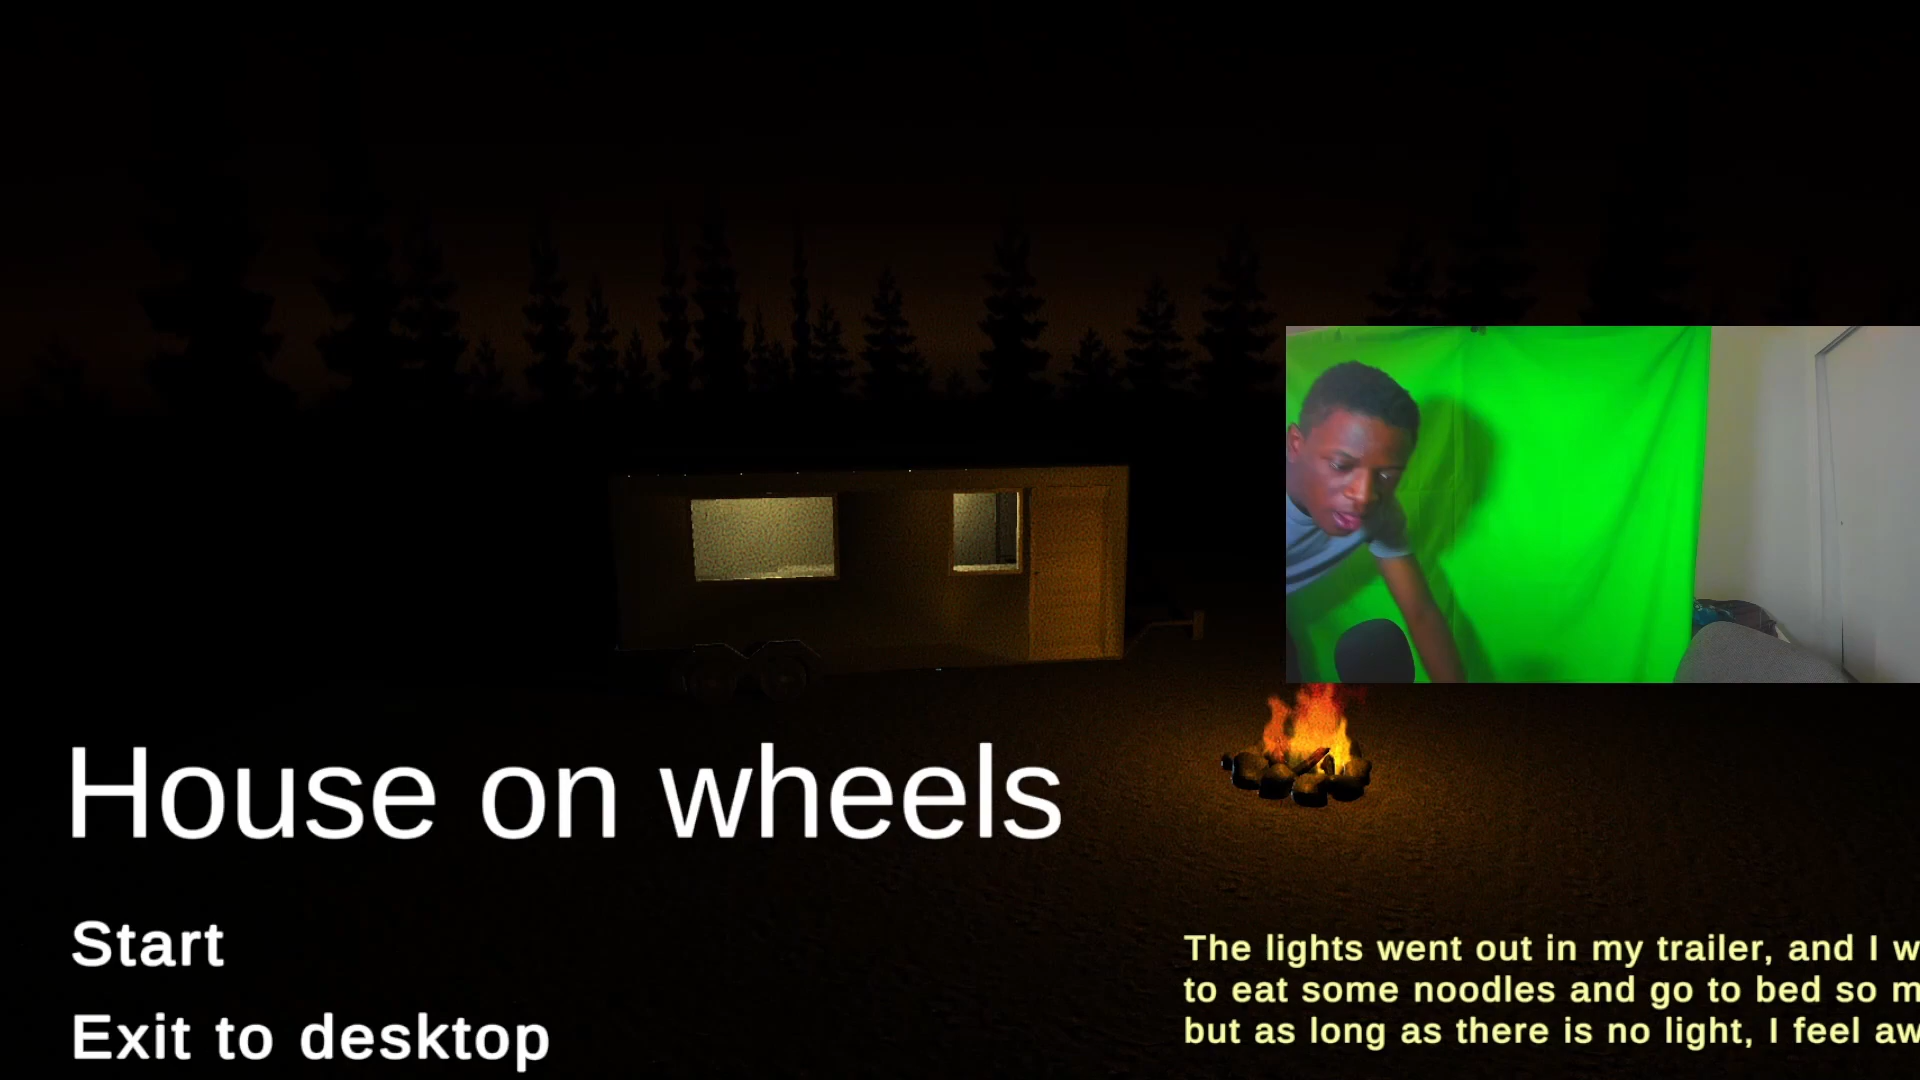 House on wheels
Start
Exit to desktop
The lights went out in my trailer, and I
to eat some noodles and go to bed so
but as long as there is no light, I feel